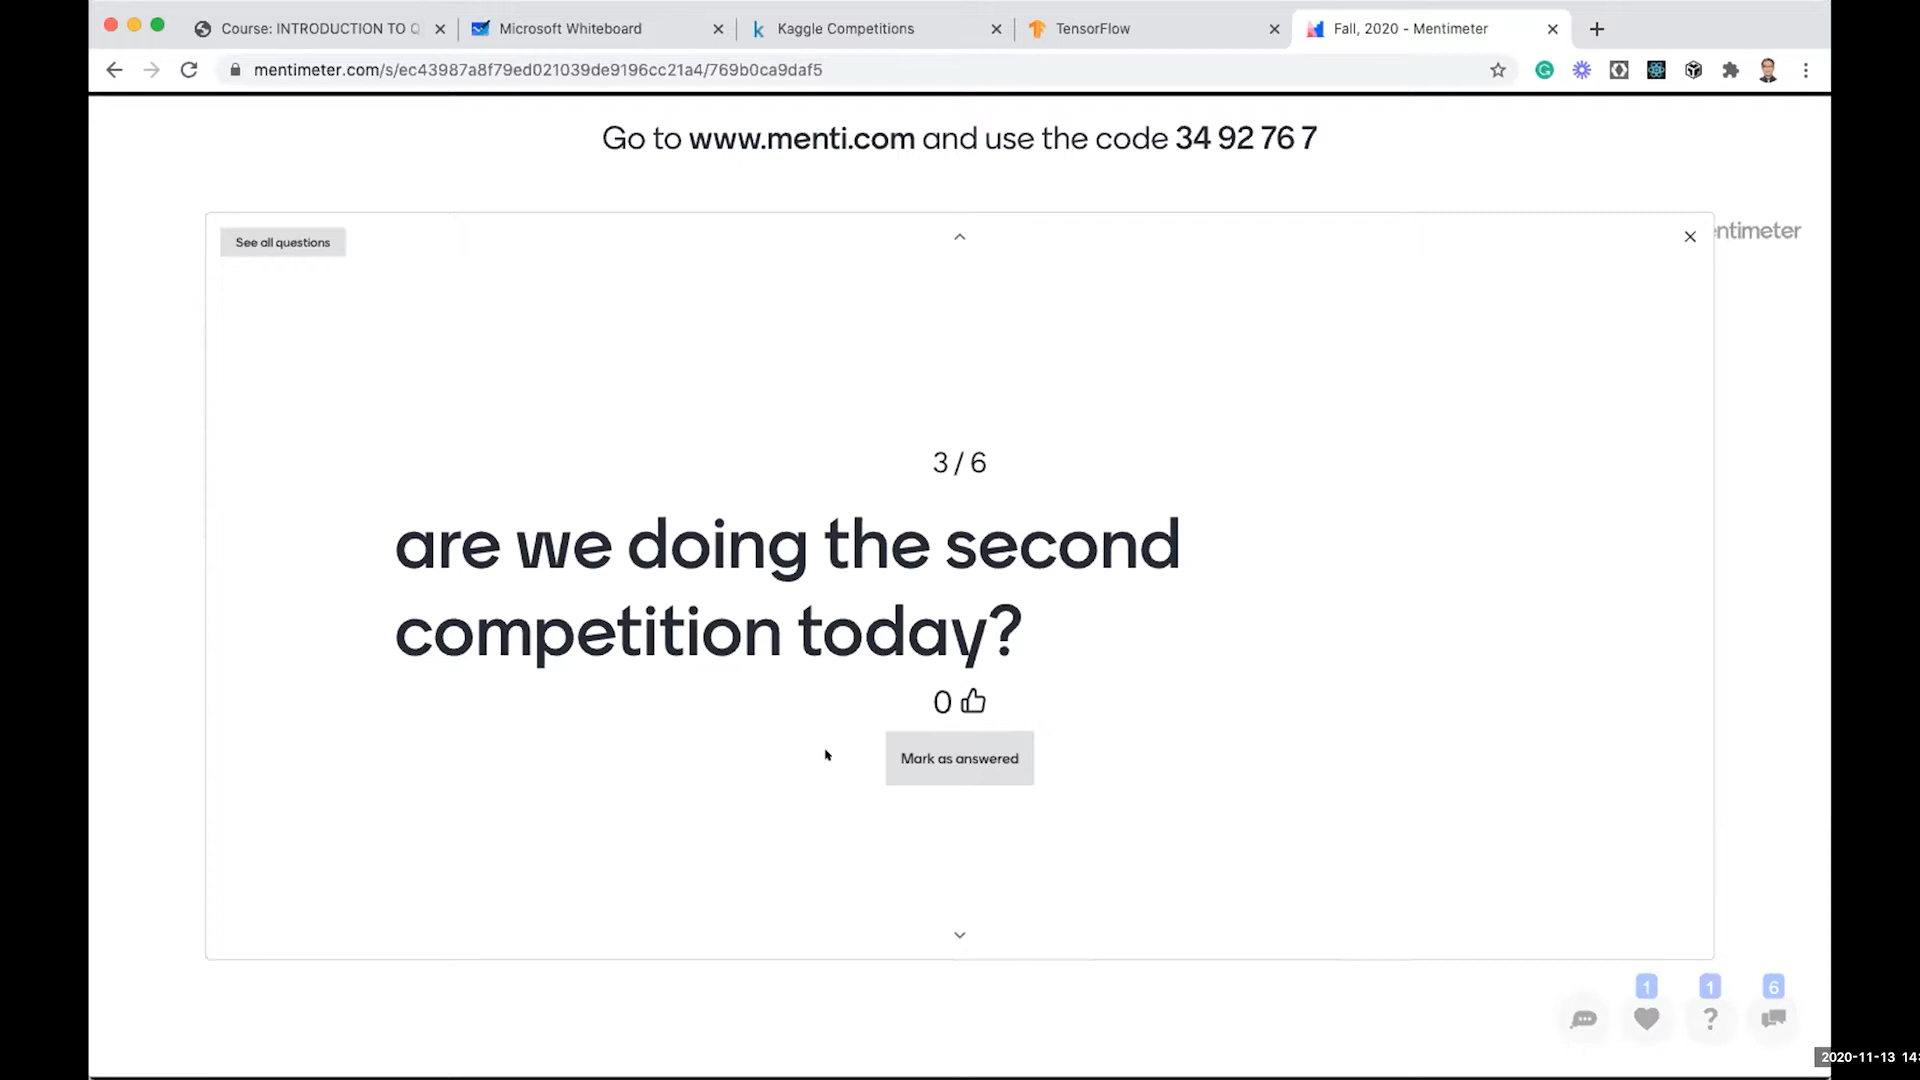 Course: INTRODUCTION TO Q
Microsoft Whiteboard
Kaggle Competitions
TensorFlow
Fall, 2020 - Mentimeter
mentimeter.com/s/ec43987a8f79ed021039de9196cc21a4/769b0ca9daf5
Go to www.menti.com and use the code 34 92 76 7
See all questions
ntimeter
3 / 6
are we doing the second
competition today?
0
Mark as answered
1
1
6
2020-11-13 14: